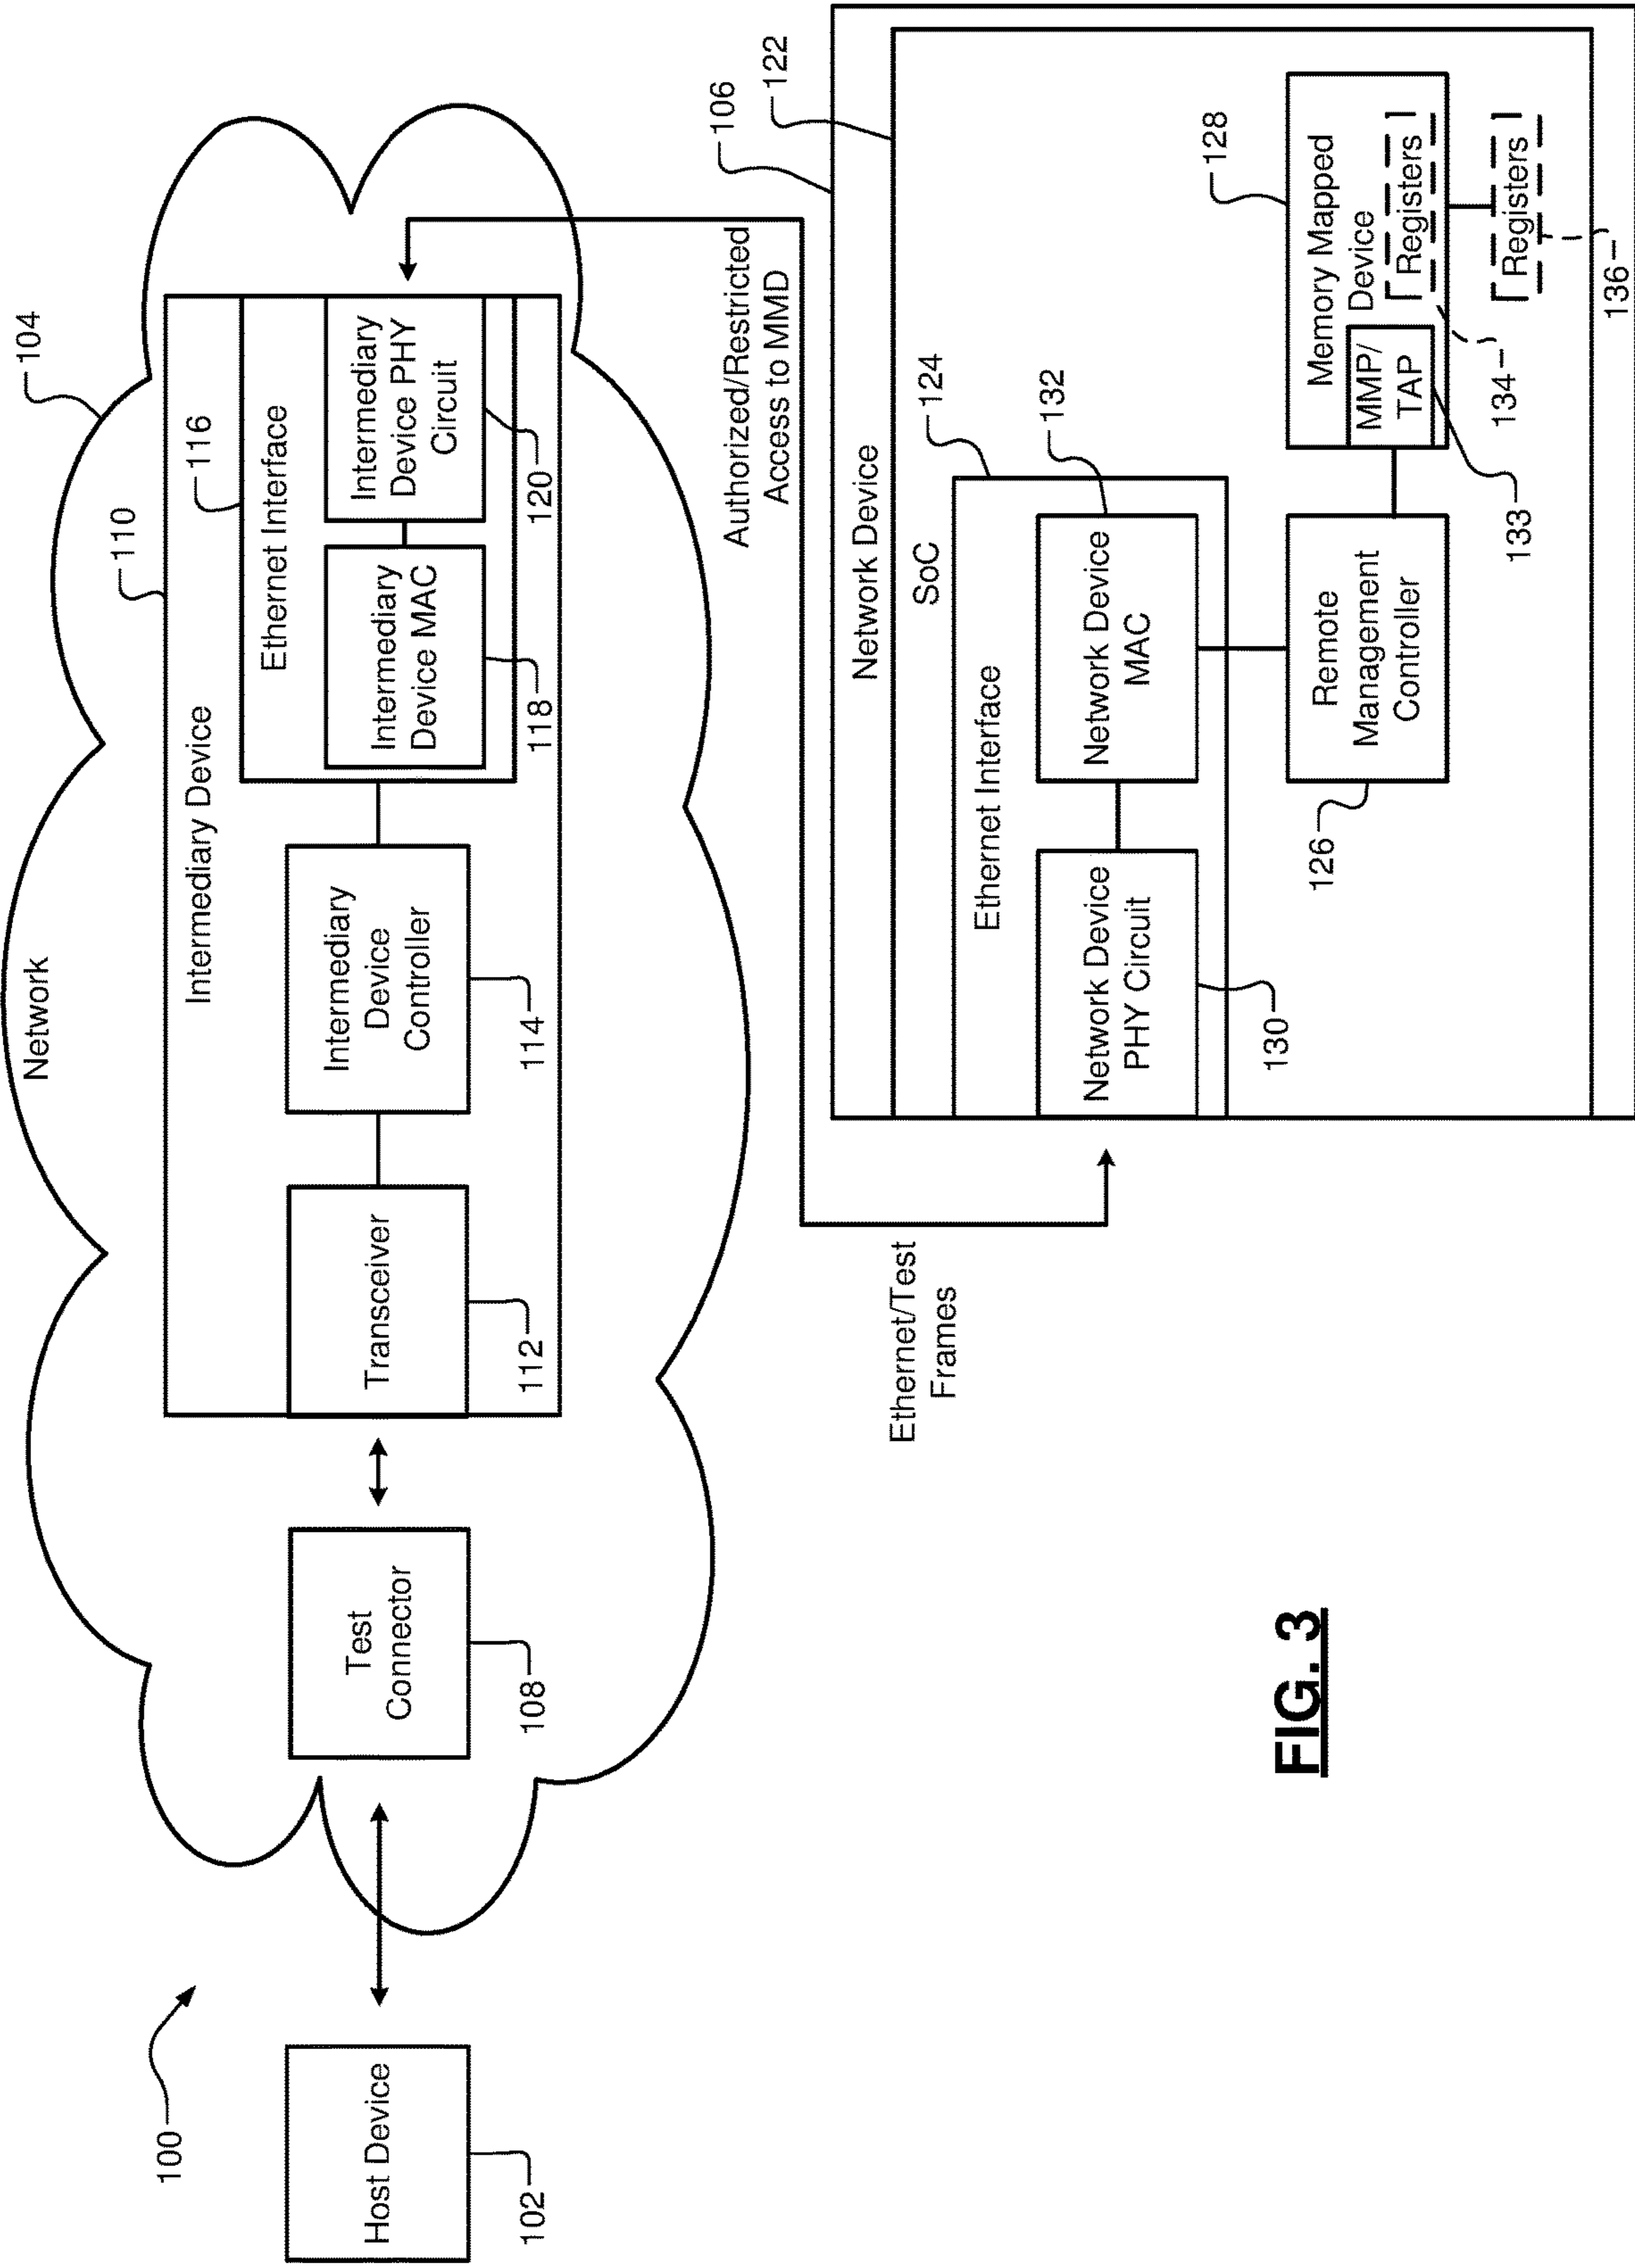 100
104
Network
110
Intermediary Device
116
Ethernet Interface
Host Device
102
Test
Connector
108
Transceiver
112
Intermediary
Device
Controller
114
Intermediary
Device MAC
118
Intermediary
Device PHY
Circuit
120
Authorized/Restricted
Access to MMD
Ethernet/Test
Frames
106
122
Network Device
SoC
124
Ethernet Interface
Network Device
PHY Circuit
130
Network Device
MAC
132
Remote
Management
Controller
126
128
Memory Mapped
Device
MMP/
TAP
133
Registers
134
Registers
136
FIG. 3